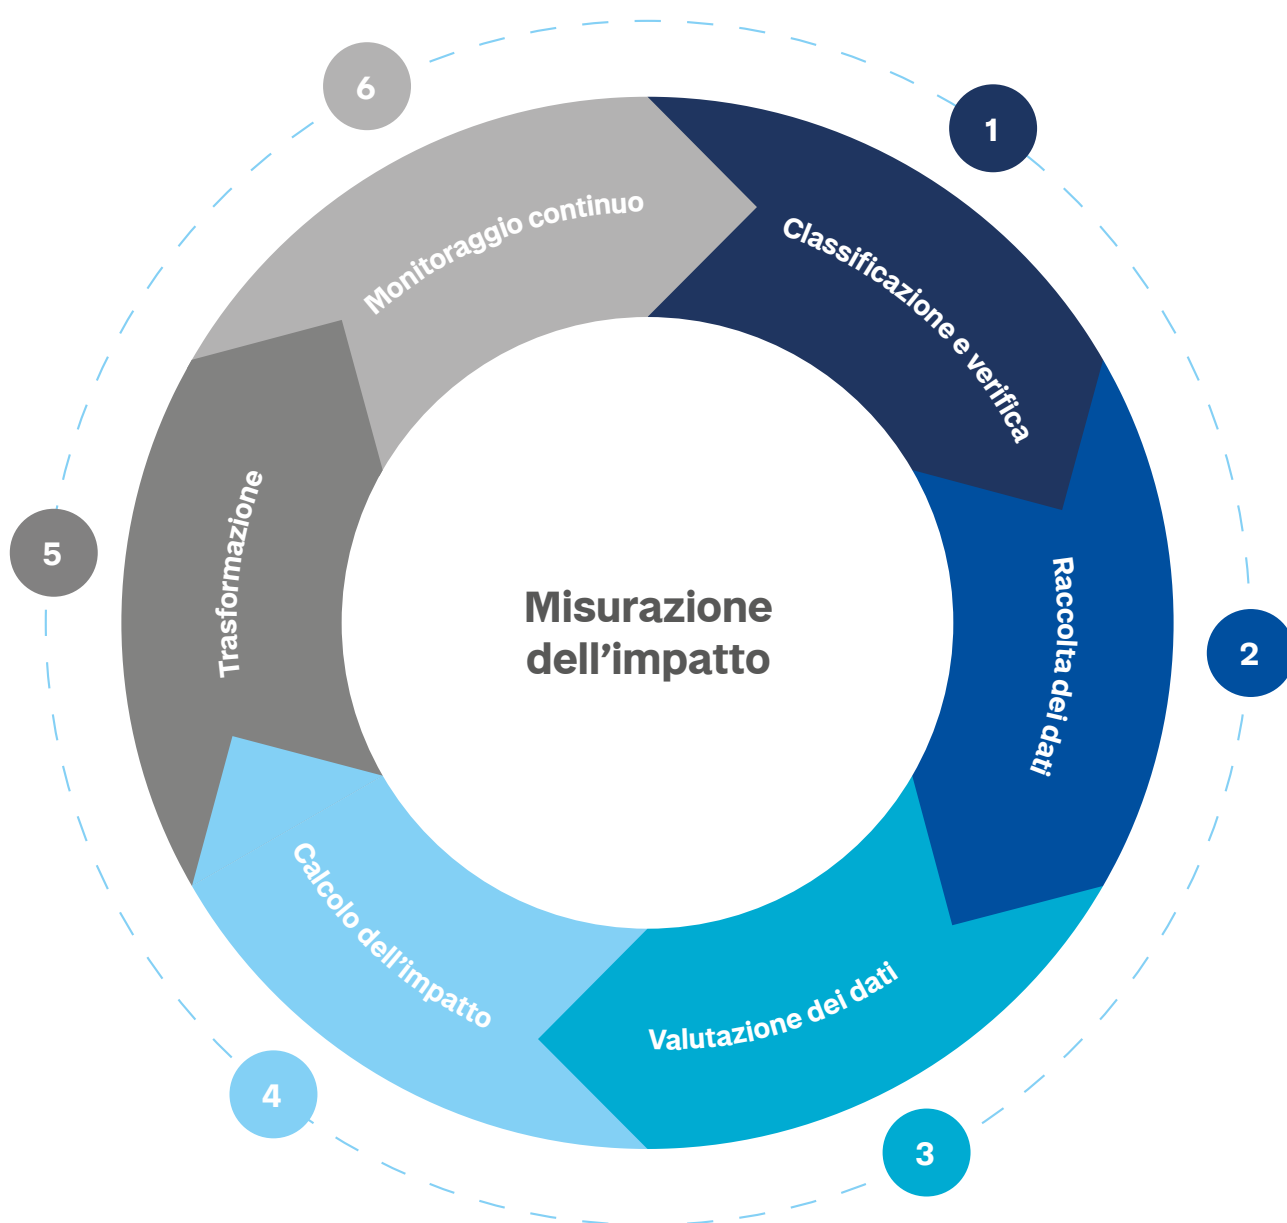 Misurazione
dell’impatto
1
Classificazione e verifica
2
Raccolta dei dati
3
Valutazione dei dati
4
Calcolo dell’impatto
5
Trasformazione
6
Monitoraggio continuo